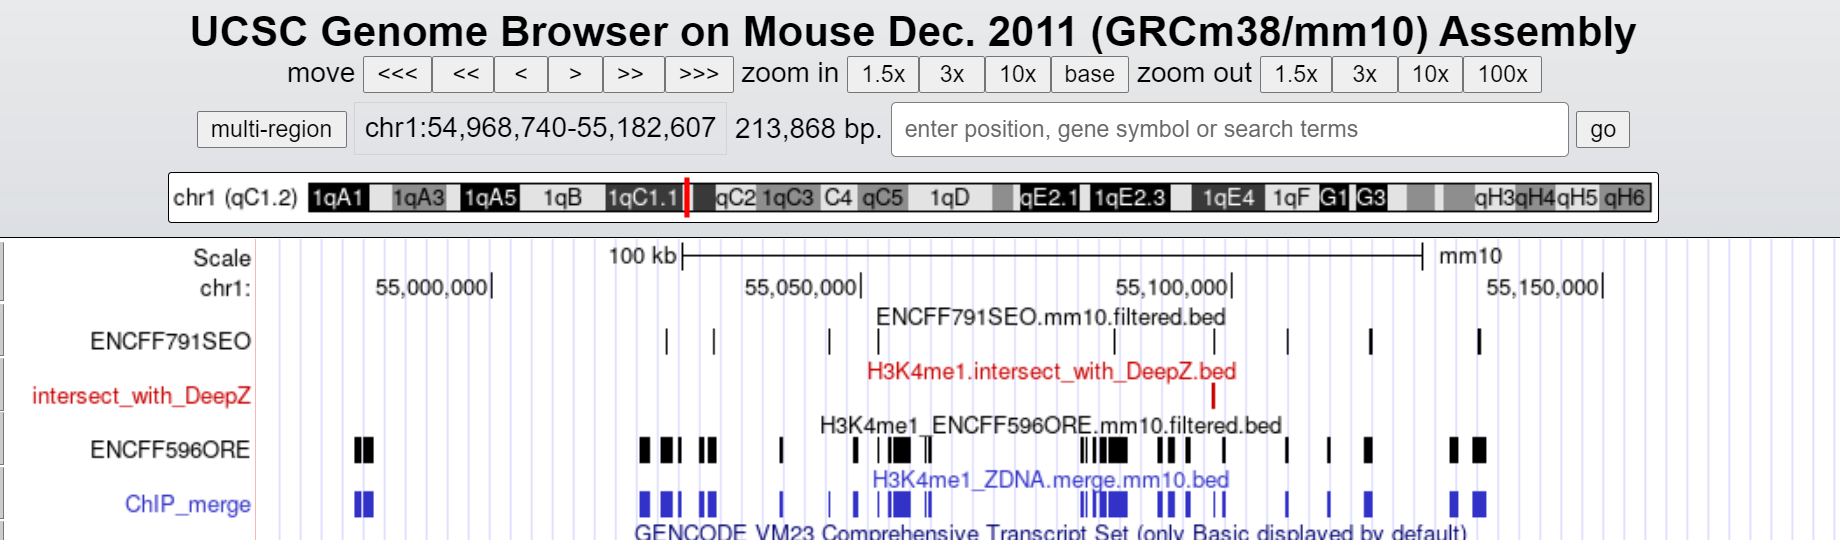 UCSC Genome Browser on Mouse Dec. 2011 (GRCm38/mm10) Assembly
move <<< << < > >> >>> zoom in 1.5x 3x 10x base zoom out 1.5x 3x 10x 100x
multi-region chr1:54,968,740-55,182,607 213,868 bp. enter position, gene symbol or search terms go
chr1 (qC1.2) 1qA1 1qA3 1qA5 1qB 1qC1.1 qC2 1qC3 C4 qC5 1qD qE2.1 1qE2.3 1qE4 1qF G1 G3 qH3 qH4 qH5 qH6
Scale 100 kb mm10
chr1: 55,000,000 55,050,000 55,100,000 55,150,000
ENCFF791SEO.mm10.filtered.bed
ENCFF791SEO
H3K4me1.intersect_with_DeepZ.bed
intersect_with_DeepZ
H3K4me1_ENCFF596ORE.mm10.filtered.bed
ENCFF596ORE
H3K4me1_ZDNA.merge.mm10.bed
ChIP_merge
GENCODE VM23 Comprehensive Transcript Set (only Basic displayed by default)